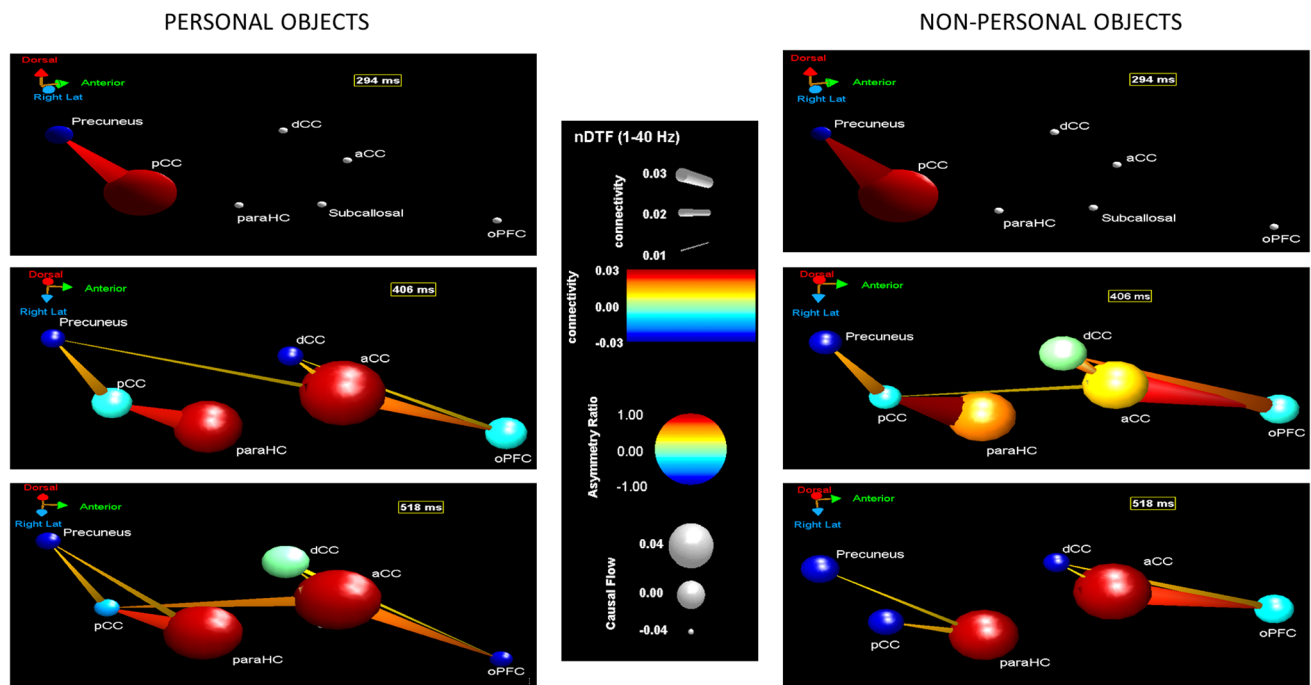 PERSONAL OBJECTS
NON-PERSONAL OBJECTS
Dorsal
Anterior
Right Lat
294 ms
Precuneus
dCC
pCC
aCC
paraHC
Subcallosal
oPFC
Dorsal
Anterior
Right Lat
406 ms
Precuneus
dCC
aCC
pCC
paraHC
oPFC
Dorsal
Anterior
Right Lat
518 ms
Precuneus
dCC
aCC
pCC
paraHC
oPFC
nDTF (1-40 Hz)
connectivity
0.03
0.02
0.01
connectivity
0.03
0.00
-0.03
Asymmetry Ratio
1.00
0.00
-1.00
Causal Flow
0.04
0.00
-0.04
Dorsal
Anterior
Right Lat
294 ms
Precuneus
dCC
pCC
aCC
paraHC
Subcallosal
oPFC
Dorsal
Anterior
Right Lat
406 ms
Precuneus
dCC
pCC
aCC
paraHC
oPFC
Dorsal
Anterior
Right Lat
518 ms
Precuneus
dCC
aCC
pCC
paraHC
oPFC